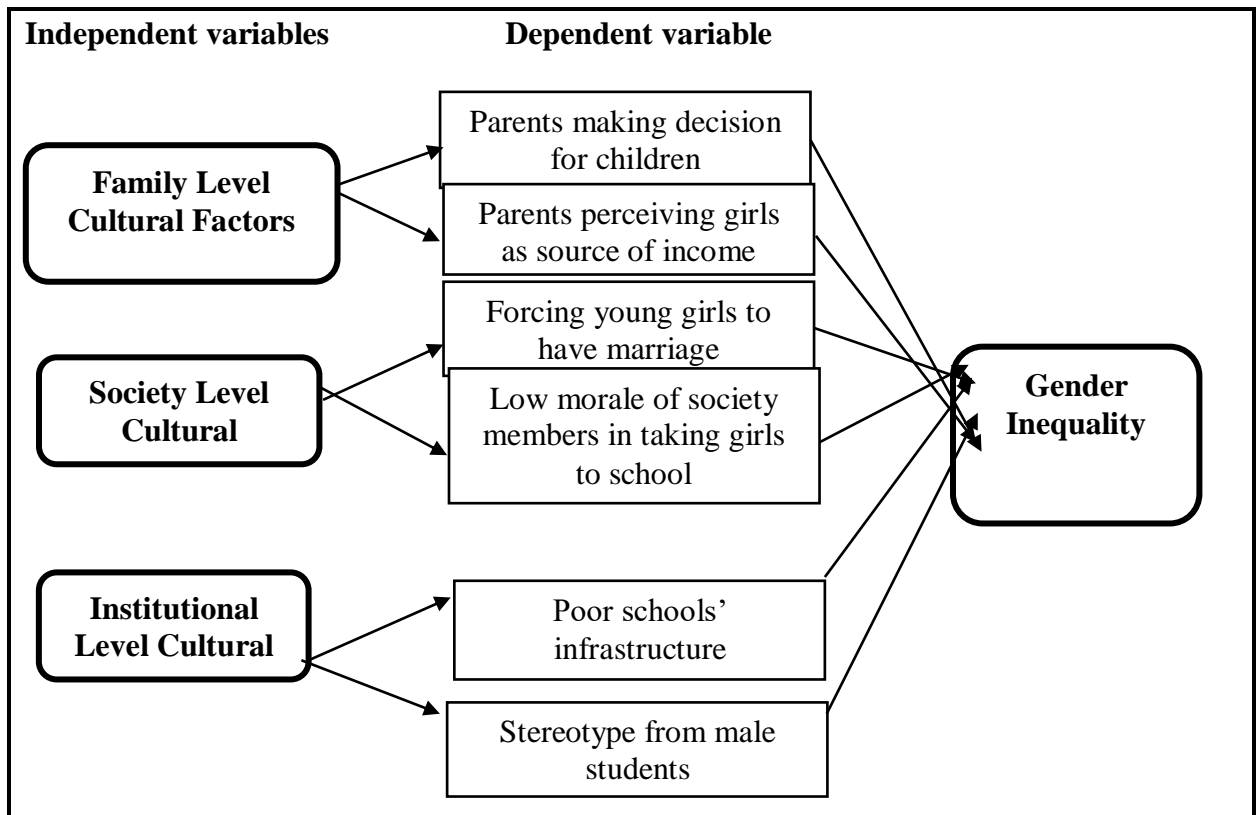 Independent variables
Dependent variable
Family Level
Cultural Factors
Parents making decision
for children
Parents perceiving girls
as source of income
Society Level
Cultural
Forcing young girls to
have marriage
Low morale of society
members in taking girls
to school
Institutional
Level Cultural
Poor schools’
infrastructure
Stereotype from male
students
Gender
Inequality